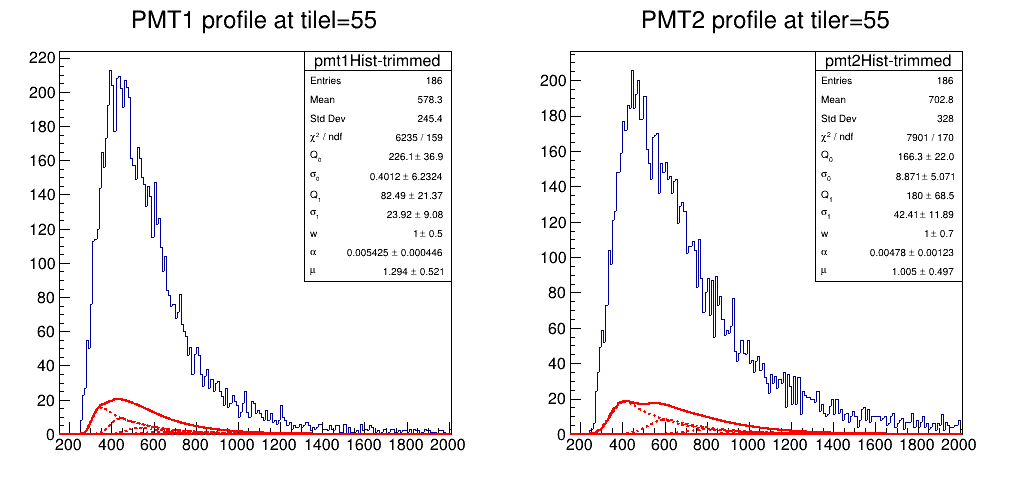 PMT1 profile at tilel=55
pmt1Hist-trimmed
Entries 186
Mean 578.3
Std Dev 245.4
χ² / ndf 6235 / 159
Q₀ 226.1 ± 36.9
σ₀ 0.4012 ± 6.2324
Q₁ 82.49 ± 21.37
σ₁ 23.92 ± 9.08
w 1 ± 0.5
α 0.005425 ± 0.000446
μ 1.294 ± 0.521
220
200
180
160
140
120
100
80
60
40
20
0
200 400 600 800 1000 1200 1400 1600 1800 2000
PMT2 profile at tiler=55
pmt2Hist-trimmed
Entries 186
Mean 702.8
Std Dev 328
χ² / ndf 7901 / 170
Q₀ 166.3 ± 22.0
σ₀ 8.871 ± 5.071
Q₁ 180 ± 68.5
σ₁ 42.41 ± 11.89
w 1 ± 0.7
α 0.00478 ± 0.00123
μ 1.005 ± 0.497
200
180
160
140
120
100
80
60
40
20
0
200 400 600 800 1000 1200 1400 1600 1800 2000